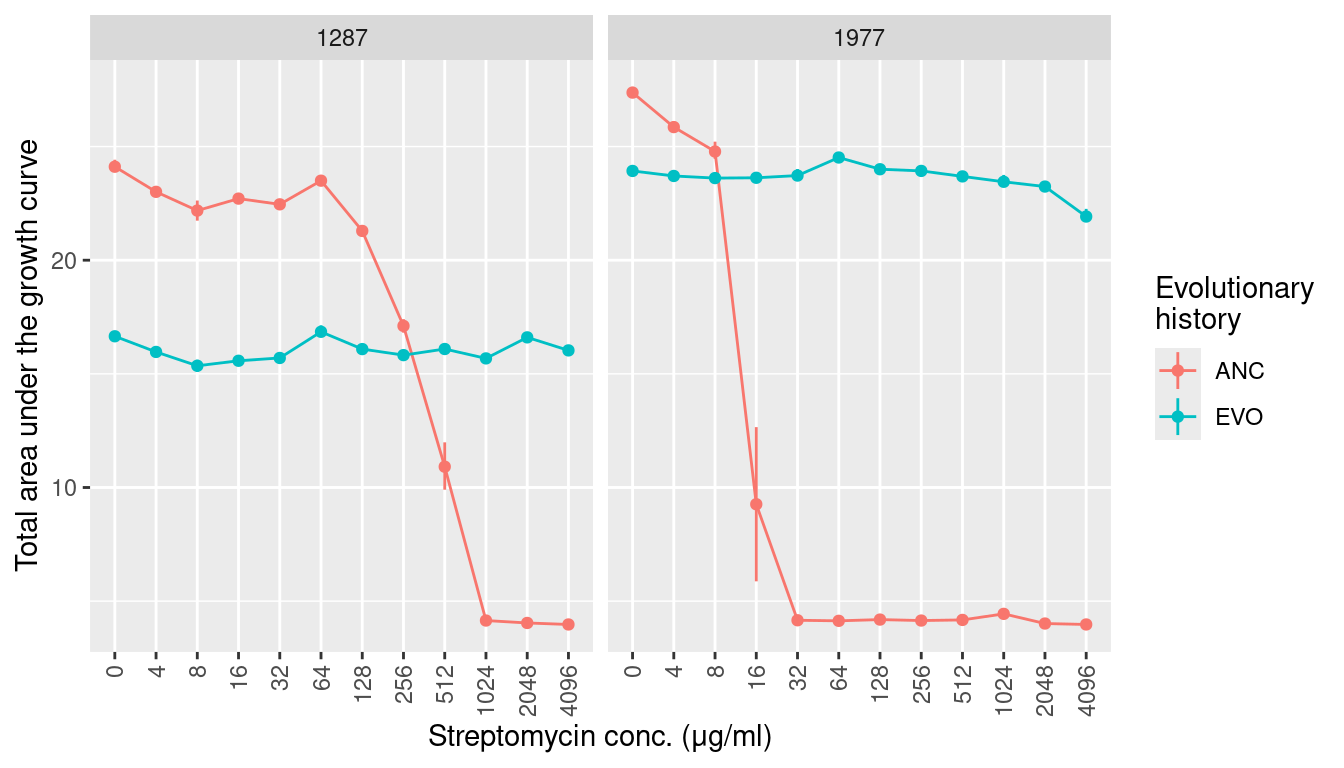 1287
1977
Total area under the growth curve
20
10
0 4 8 16 32 64 128 256 512 1024 2048 4096
0 4 8 16 32 64 128 256 512 1024 2048 4096
Streptomycin conc. (μg/ml)
Evolutionary
history
ANC
EVO